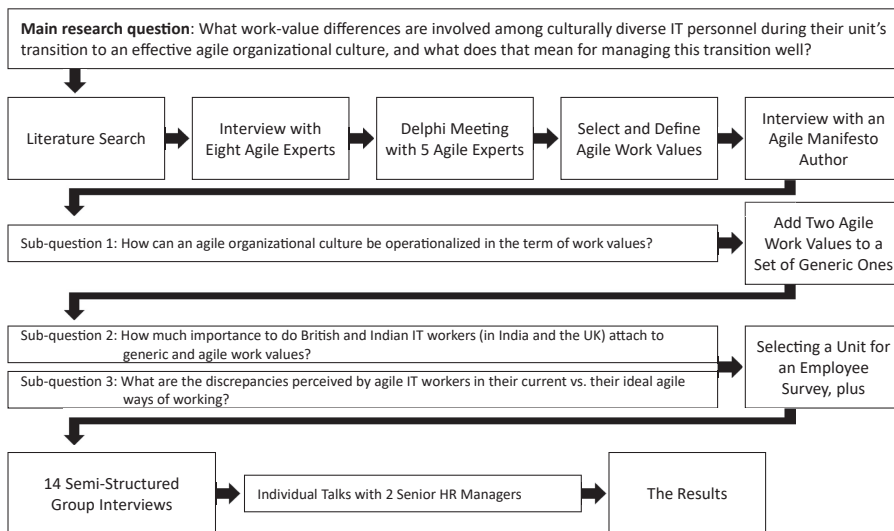 Main research question: What work-value differences are involved among culturally diverse IT personnel during their unit's
transition to an effective agile organizational culture, and what does that mean for managing this transition well?
Literature Search
Interview with
Eight Agile Experts
Delphi Meeting
with 5 Agile Experts
Select and Define
Agile Work Values
Interview with an
Agile Manifesto
Author
Sub-question 1: How can an agile organizational culture be operationalized in the term of work values?
Add Two Agile
Work Values to a
Set of Generic Ones
Sub-question 2: How much importance to do British and Indian IT workers (in India and the UK) attach to
generic and agile work values?
Sub-question 3: What are the discrepancies perceived by agile IT workers in their current vs. their ideal agile
ways of working?
Selecting a Unit for
an Employee
Survey, plus
14 Semi-Structured
Group Interviews
Individual Talks with 2 Senior HR Managers
The Results